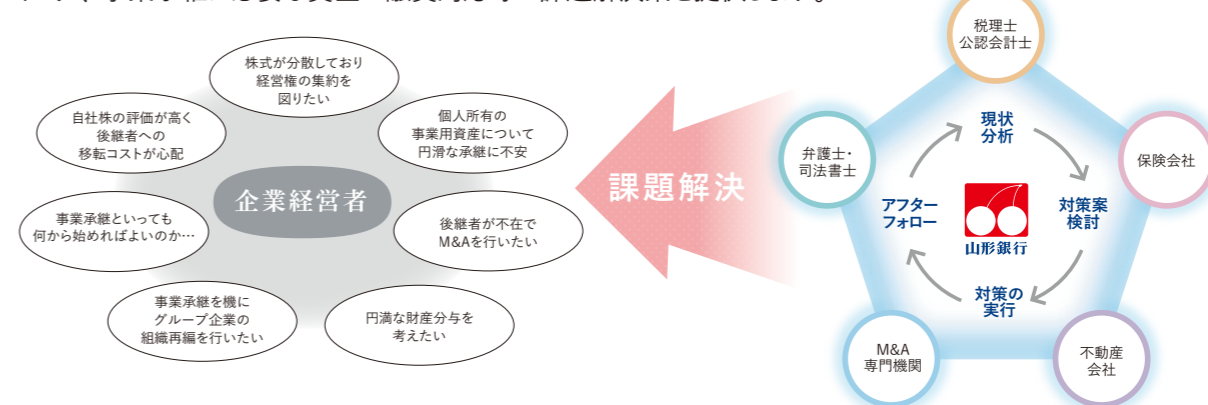 株式が分散しており
経営権の集約を
図りたい
自社株の評価が高く
後継者への
移転コストが心配
個人所有の
事業用資産について
円滑な承継に不安
企業経営者
事業承継といっても
何から始めればよいのか…
後継者が不在で
M&Aを行いたい
事業承継を機に
グループ企業の
組織再編を行いたい
円満な財産分与を
考えたい
課題解決
税理士
公認会計士
弁護士・
司法書士
保険会社
現状
分析
アフター
フォロー
対策案
検討
山形銀行
対策の
実行
M&A
専門機関
不動産
会社